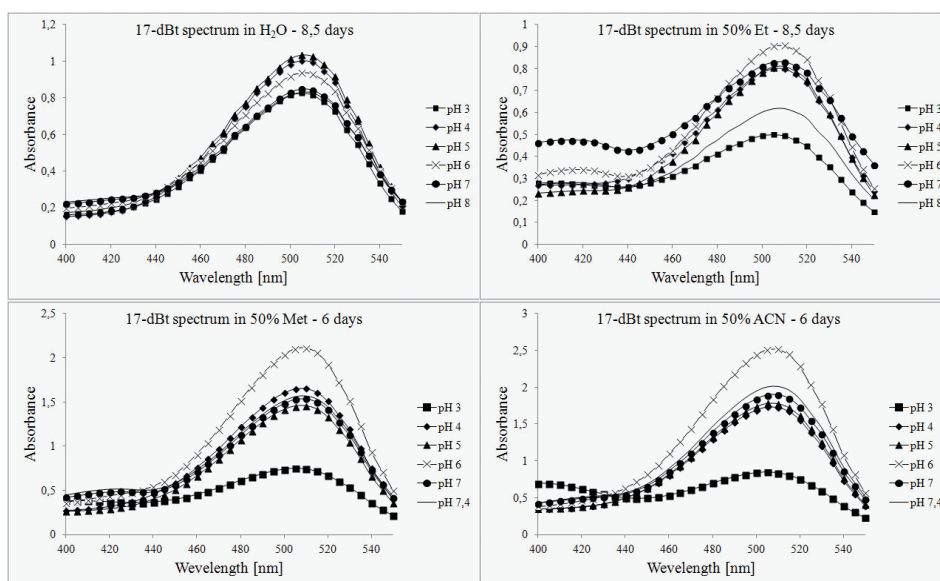 17-dBt spectrum in H₂O - 8,5 days
1,2
1
0,8
0,6
0,4
0,2
0
Absorbance
400 420 440 460 480 500 520 540
Wavelength [nm]
pH 3
pH 4
pH 5
pH 6
pH 7
pH 8
17-dBt spectrum in 50% Et - 8,5 days
1
0,9
0,8
0,7
0,6
0,5
0,4
0,3
0,2
0,1
0
Absorbance
400 420 440 460 480 500 520 540
Wavelength [nm]
pH 3
pH 4
pH 5
pH 6
pH 7
pH 8
17-dBt spectrum in 50% Met - 6 days
2,5
2
1,5
1
0,5
0
Absorbance
400 420 440 460 480 500 520 540
Wevelength [nm]
pH 3
pH 4
pH 5
pH 6
pH 7
pH 7,4
17-dBt spectrum in 50% ACN - 6 days
3
2,5
2
1,5
1
0,5
0
Absorbance
400 420 440 460 480 500 520 540
Wavelength [nm]
pH 3
pH 4
pH 5
pH 6
pH 7
pH 7,4